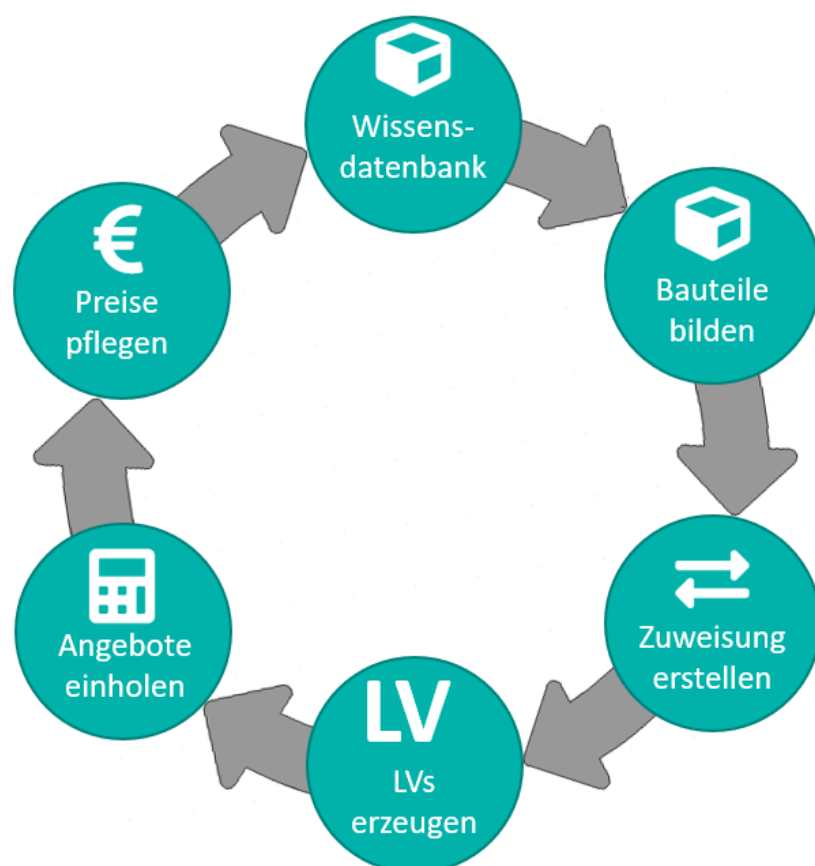 Wissens-
datenbank
Bauteile
bilden
Zuweisung
erstellen
LV
LVs
erzeugen
Angebote
einholen
€
Preise
pflegen